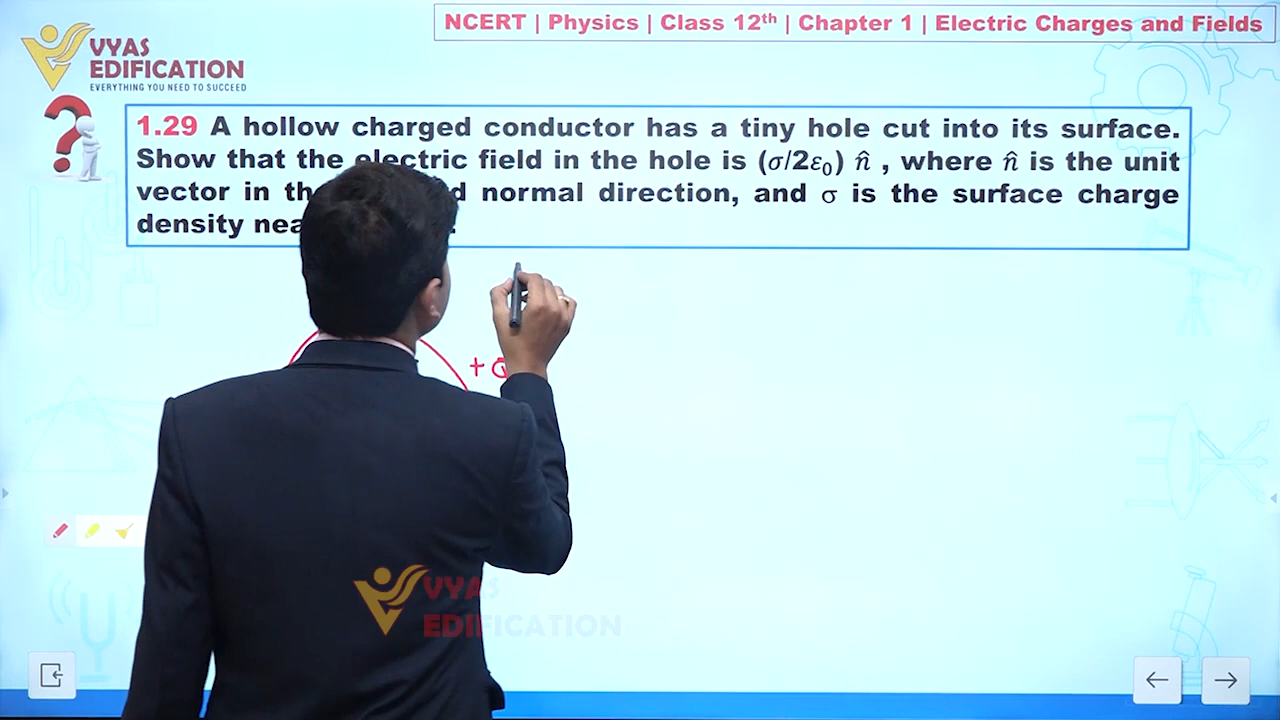 NCERT | Physics | Class 12th | Chapter 1 | Electric Charges and Fields
VYAS
EDIFICATION
EVERYTHING YOU NEED TO SUCCEED
1.29 A hollow charged conductor has a tiny hole cut into its surface.
Show that the electric field in the hole is (σ/2ε₀) n̂ , where n̂ is the unit
vector in normal direction, and σ is the surface charge
density
+Q
VYAS
EDIFICATION